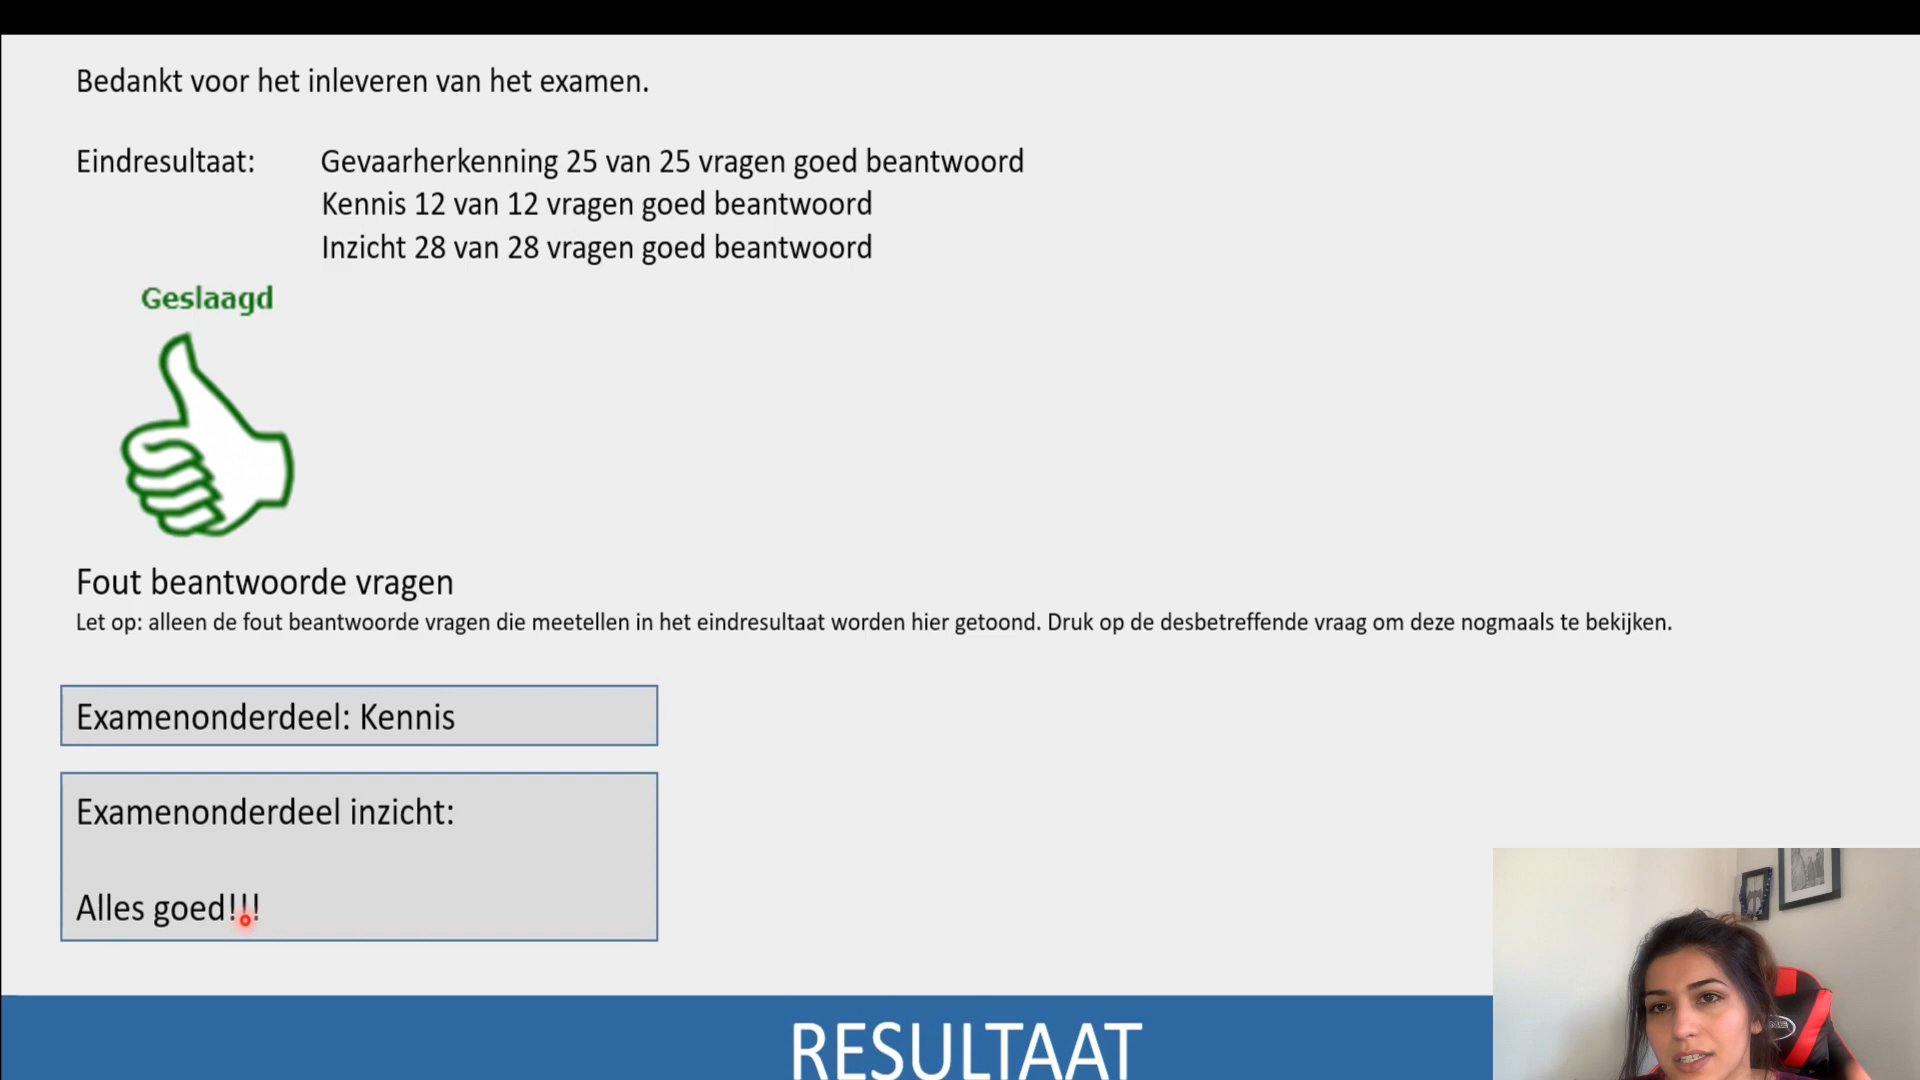 Bedankt voor het inleveren van het examen.
Eindresultaat: Gevaarherkenning 25 van 25 vragen goed beantwoord
Kennis 12 van 12 vragen goed beantwoord
Inzicht 28 van 28 vragen goed beantwoord
Geslaagd
Fout beantwoorde vragen
Let op: alleen de fout beantwoorde vragen die meetellen in het eindresultaat worden hier getoond. Druk op de desbetreffende vraag om deze nogmaals te bekijken.
Examenonderdeel: Kennis
Examenonderdeel inzicht:
Alles goed!!!
RESULTAAT